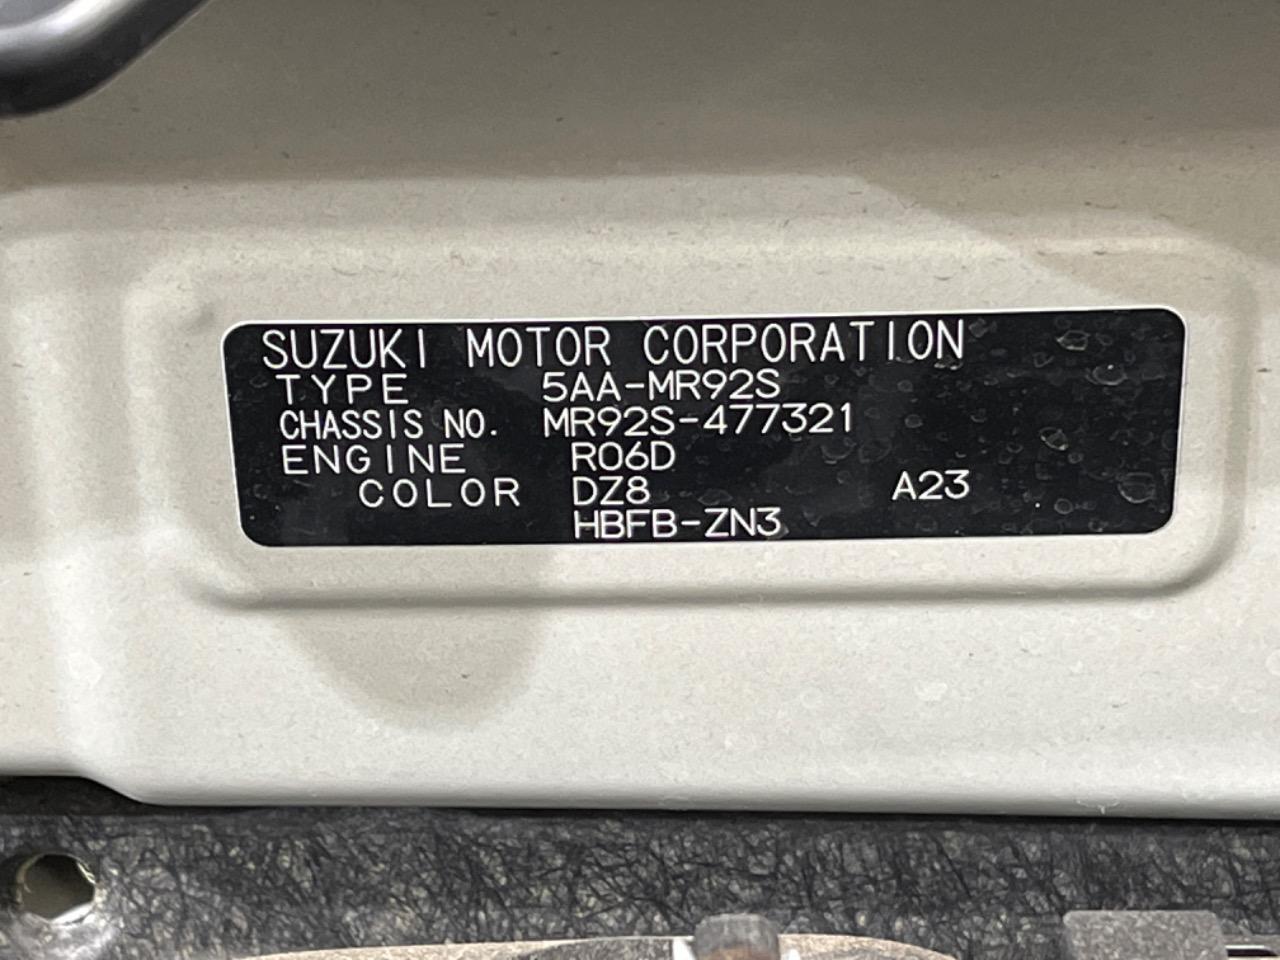 SUZUKI MOTOR CORPORATION
TYPE 5AA-MR92S
CHASSIS NO. MR92S-477321
ENGINE R06D
COLOR DZ8 A23
HBFB-ZN3